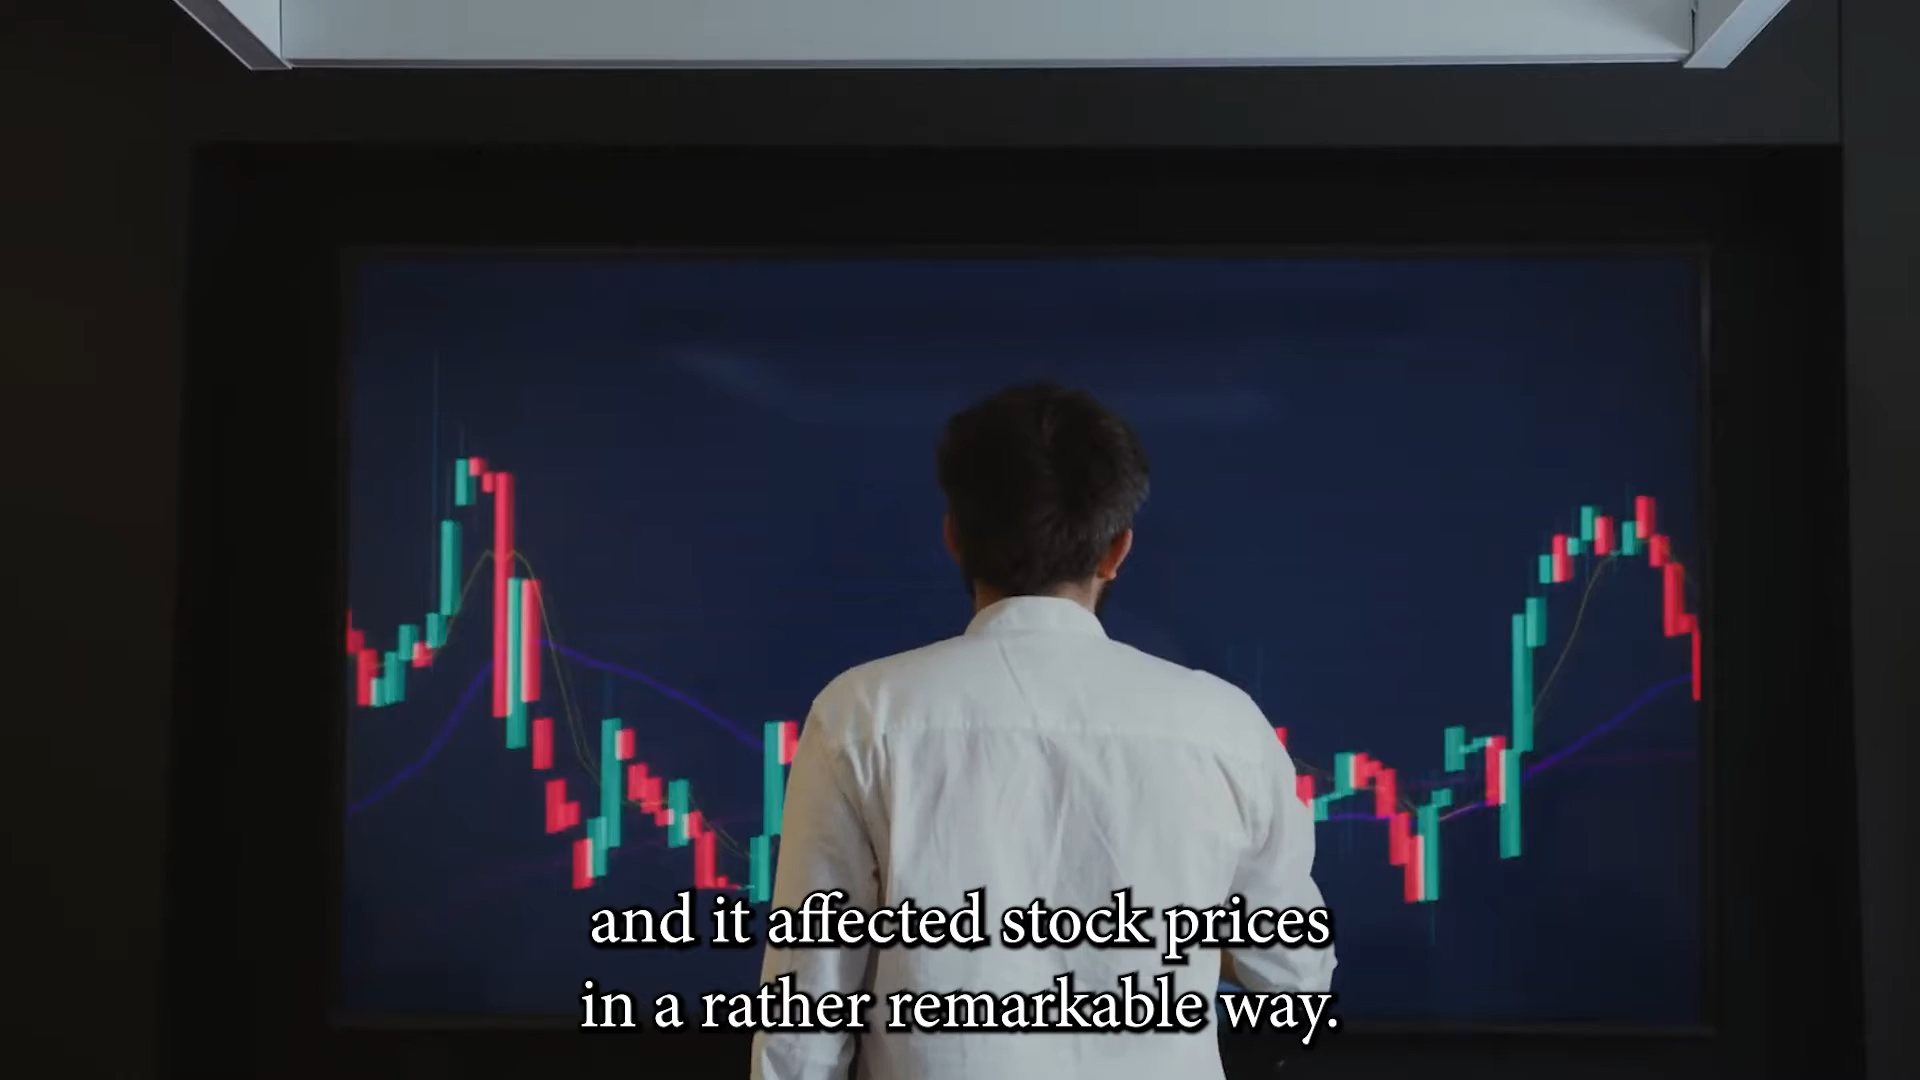 and it affected stock prices
in a rather remarkable way.